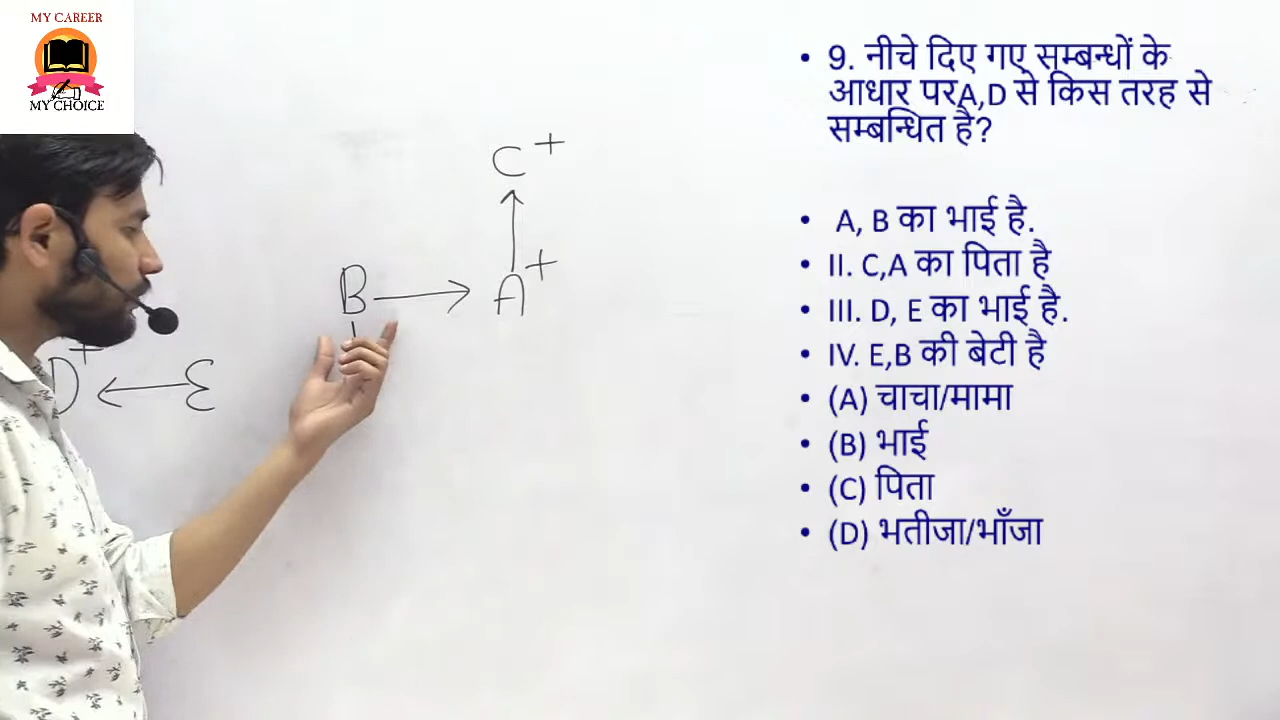 MY CAREER
MY CHOICE
• 9. नीचे दिए गए सम्बन्धों के
आधार परA,D से किस तरह से
सम्बन्धित है?
• A, B का भाई है.
• II. C,A का पिता है
• III. D, E का भाई है.
• IV. E,B की बेटी है
• (A) चाचा/मामा
• (B) भाई
• (C) पिता
• (D) भतीजा/भाँजा
C +
B → A +
D + ← E